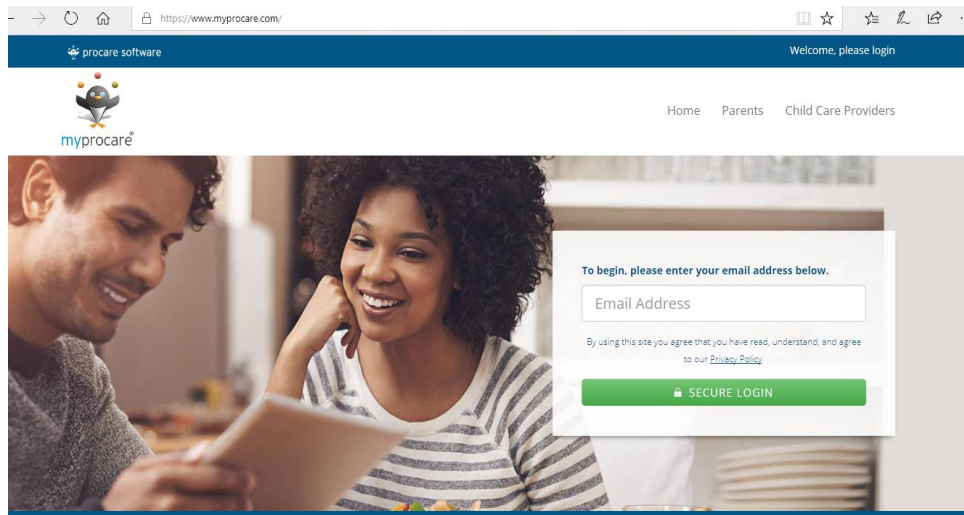 https://www.myprocare.com/
procare software
Welcome, please login
myprocare®
Home Parents Child Care Providers
To begin, please enter your email address below.
Email Address
By using this site you agree that you have read, understand, and agree
to our Privacy Policy.
SECURE LOGIN